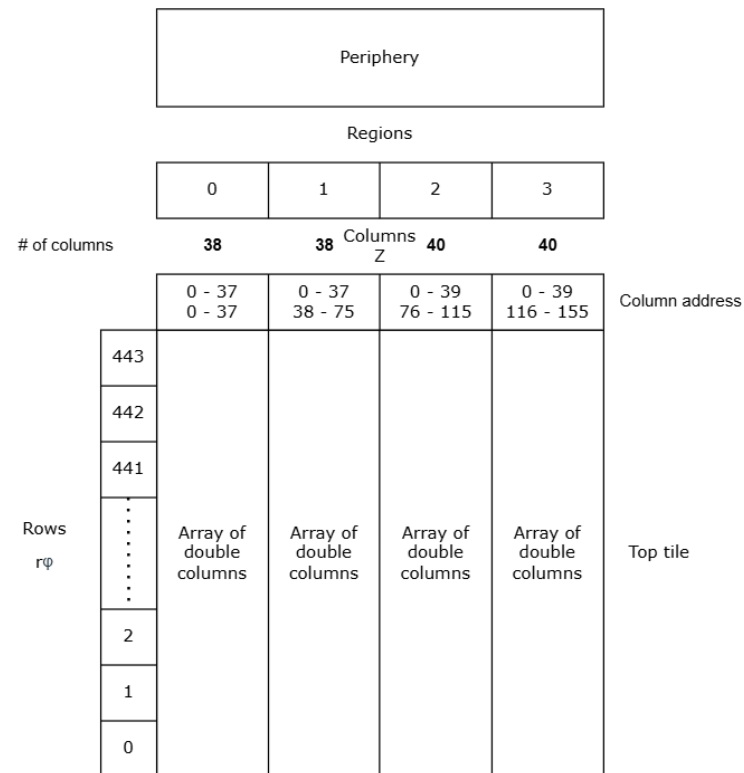 Periphery
Regions
0 1 2 3
# of columns 38 38 Columns 40 40
Z
0 - 37 0 - 37 0 - 39 0 - 39
0 - 37 38 - 75 76 - 115 116 - 155
Column address
443
442
441
Rows
rφ
Array of double columns
Array of double columns
Array of double columns
Array of double columns
Top tile
2
1
0